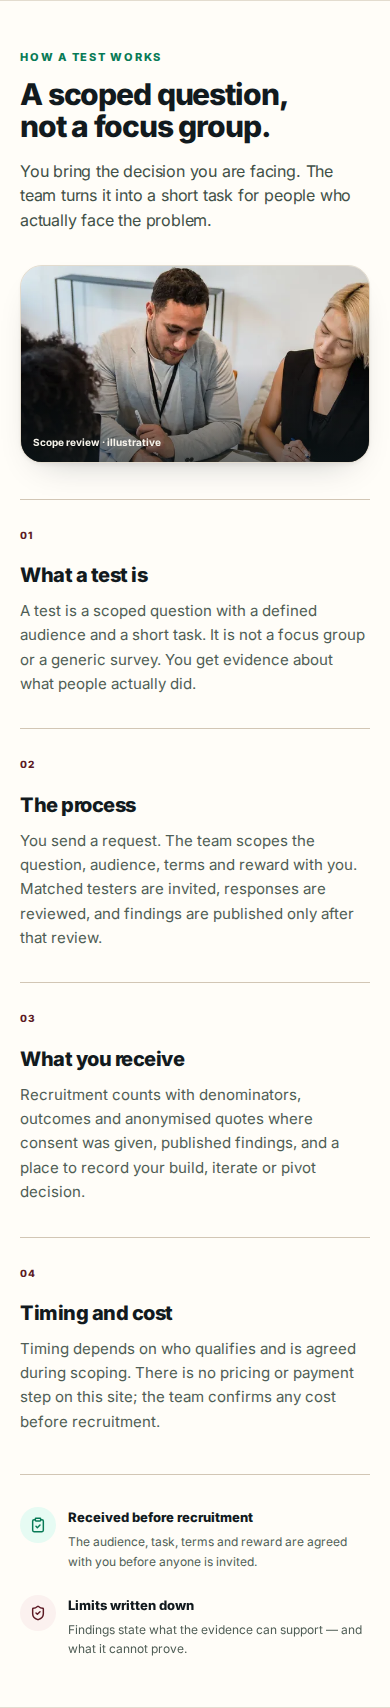 HOW A TEST WORKS
A scoped question,
not a focus group.
You bring the decision you are facing. The
team turns it into a short task for people who
actually face the problem.
Scope review · illustrative
01
What a test is
A test is a scoped question with a defined
audience and a short task. It is not a focus group
or a generic survey. You get evidence about
what people actually did.
02
The process
You send a request. The team scopes the
question, audience, terms and reward with you.
Matched testers are invited, responses are
reviewed, and findings are published only after
that review.
03
What you receive
Recruitment counts with denominators,
outcomes and anonymised quotes where
consent was given, published findings, and a
place to record your build, iterate or pivot
decision.
04
Timing and cost
Timing depends on who qualifies and is agreed
during scoping. There is no pricing or payment
step on this site; the team confirms any cost
before recruitment.
Received before recruitment
The audience, task, terms and reward are agreed
with you before anyone is invited.
Limits written down
Findings state what the evidence can support — and
what it cannot prove.